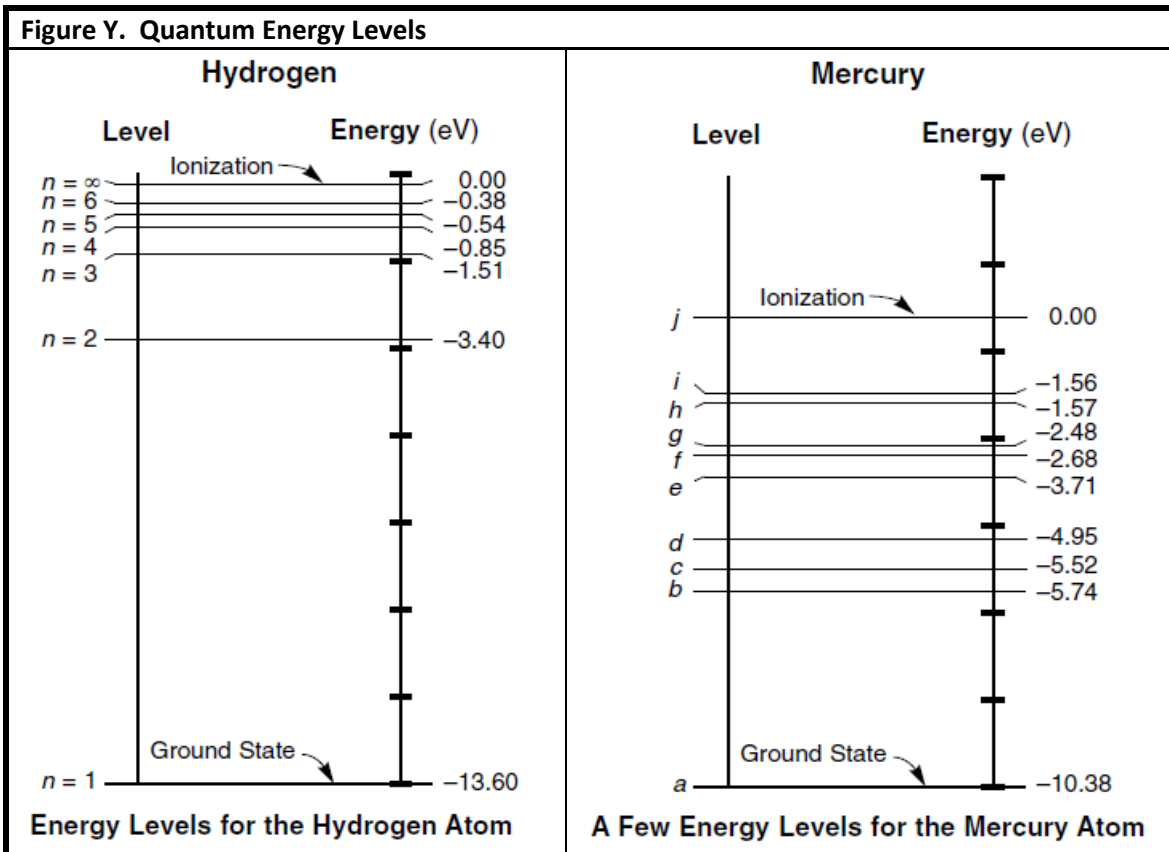 Figure Y. Quantum Energy Levels
Hydrogen
Level Energy (eV)
Ionization
n = ∞ 0.00
n = 6 −0.38
n = 5 −0.54
n = 4 −0.85
n = 3 −1.51
n = 2 −3.40
Ground State
n = 1 −13.60
Energy Levels for the Hydrogen Atom
Mercury
Level Energy (eV)
Ionization
j 0.00
i −1.56
h −1.57
g −2.48
f −2.68
e −3.71
d −4.95
c −5.52
b −5.74
Ground State
a −10.38
A Few Energy Levels for the Mercury Atom